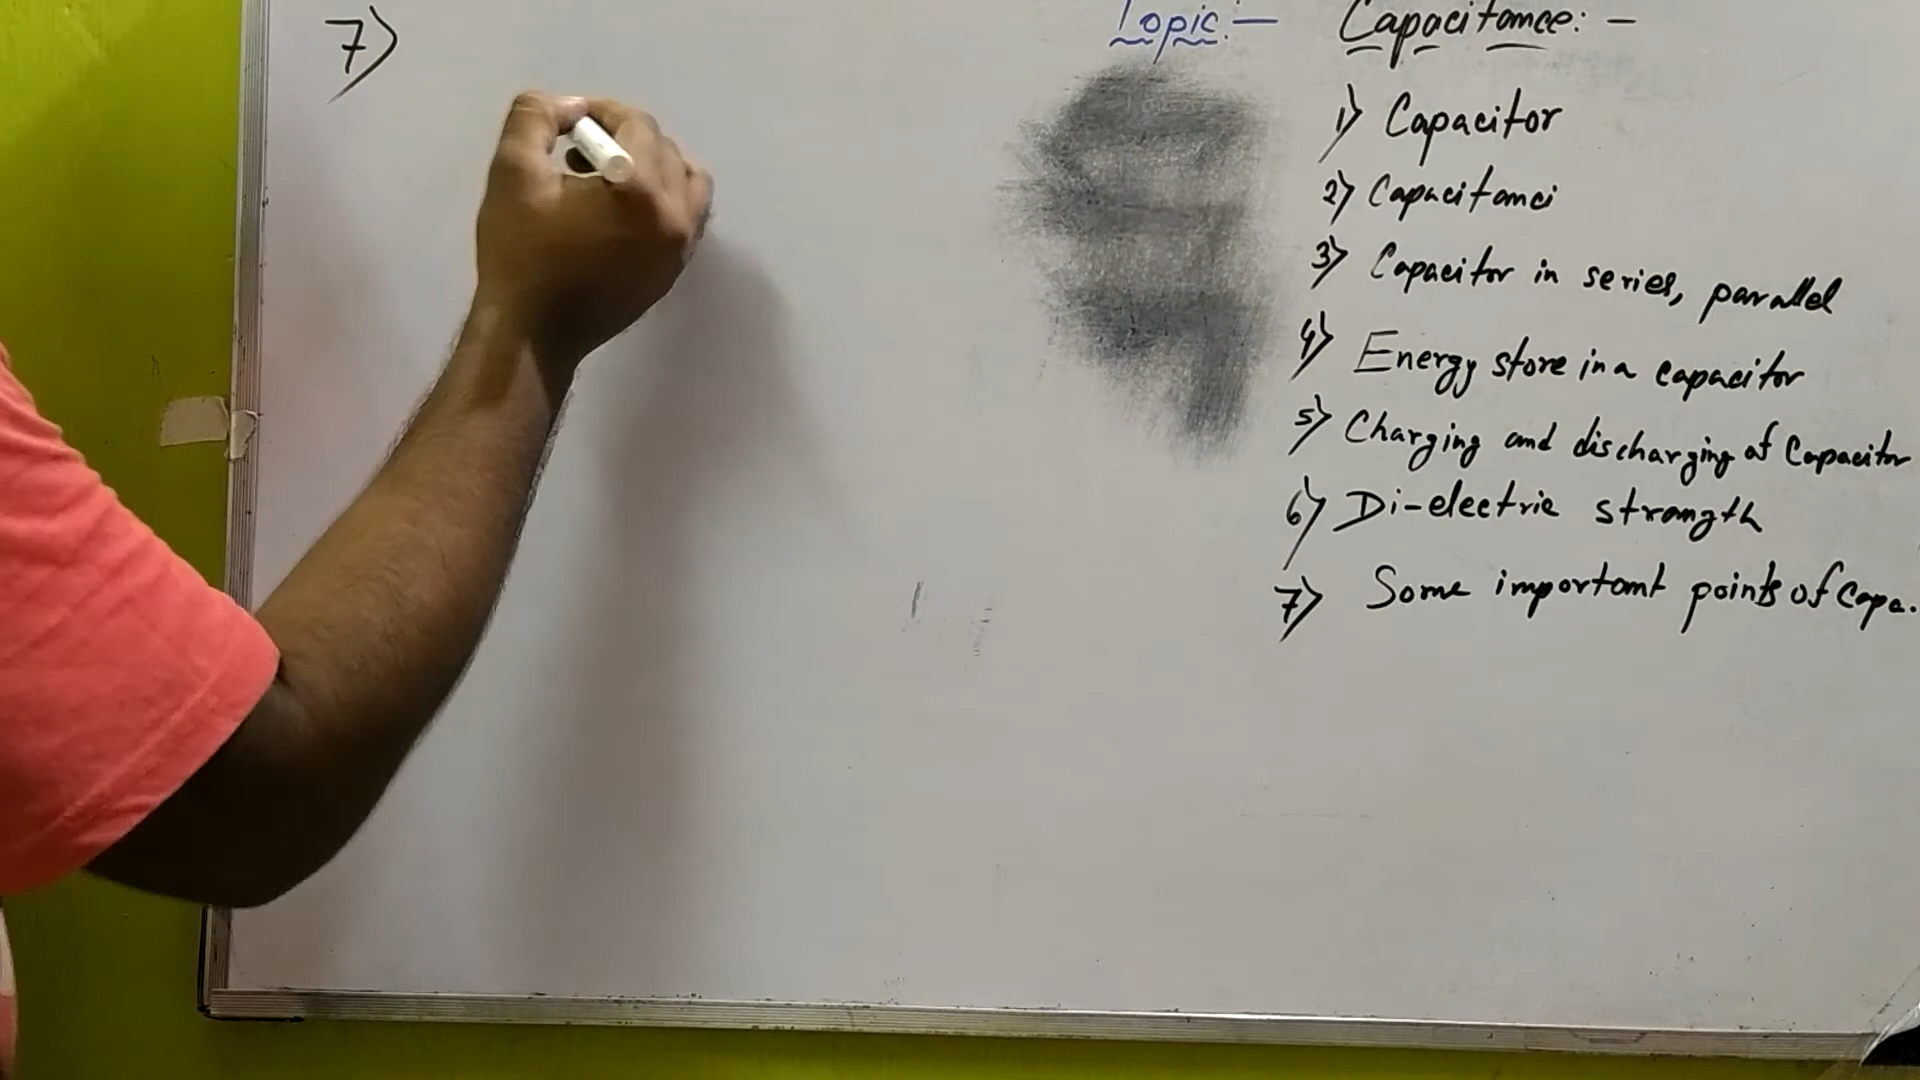 7)
Topic:- Capacitance:-
1) Capacitor
2) Capacitanci
3) Capacitor in series, parallel
4) Energy store in a capacitor
5) Charging and discharging of Capacitor
6) Di-electric strength
7) Some important points of Capa.